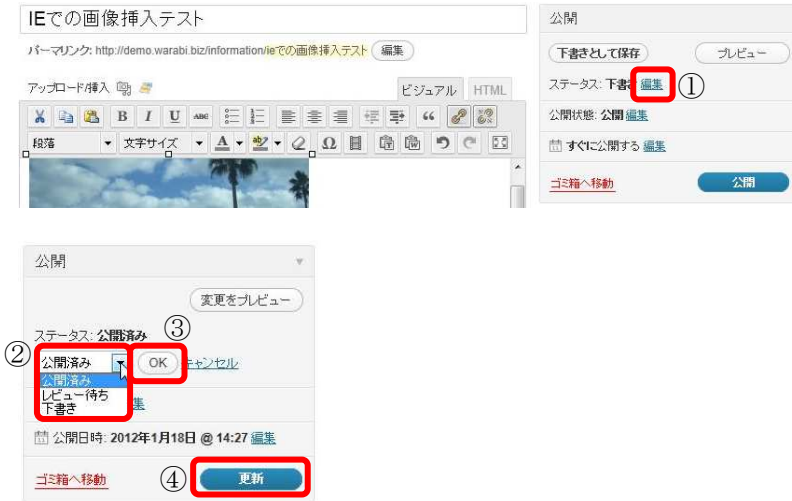 IEでの画像挿入テスト
パーマリンク: http://demo.warabi.biz/information/ieでの画像挿入テスト 編集
アップロード/挿入
ビジュアル HTML
B I U ABC
段落 文字サイズ A
公開
下書きとして保存 プレビュー
ステータス: 下書き 編集 ①
公開状態: 公開 編集
すぐに公開する 編集
ゴミ箱へ移動 公開
公開
変更をプレビュー
ステータス: 公開済み ③
② 公開済み OK キャンセル
公開済み
レビュー待ち
下書き 集
公開日時: 2012年1月18日 @ 14:27 編集
ゴミ箱へ移動 ④ 更新